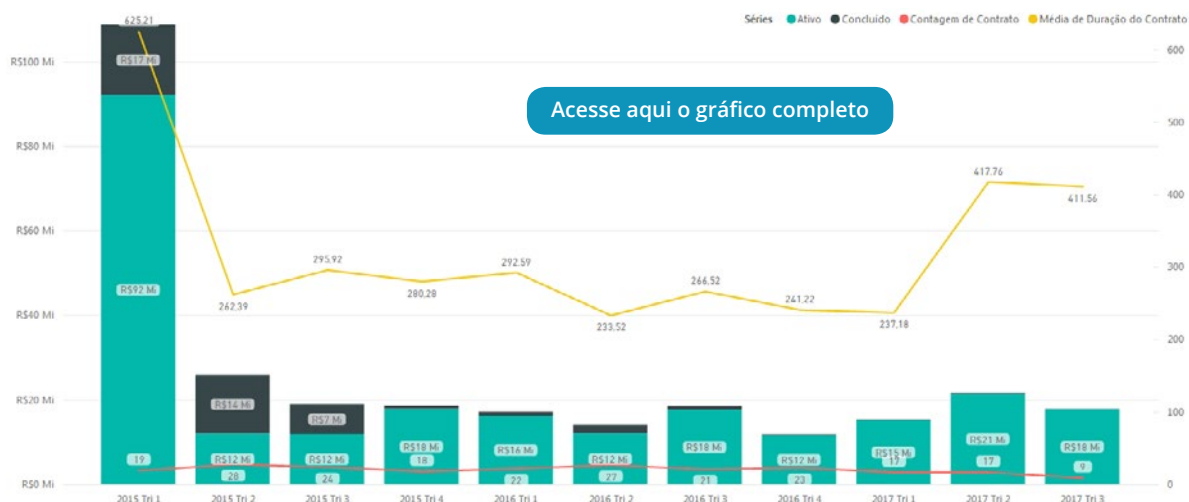 625,21
Séries Ativo Concluído Contagem de Contrato Média de Duração do Contrato
R$100 Mi
R$17 Mi
600
Acesse aqui o gráfico completo
500
R$80 Mi
417.76
400
411.56
R$60 Mi
295,92
292.59
300
R$92 Mi
262,39
280,28
266,52
241,22
233,52
237,18
R$40 Mi
200
R$20 Mi
R$14 Mi
R$7 Mi
100
R$18 Mi
R$16 Mi
R$18 Mi
R$15 Mi
R$21 Mi
R$18 Mi
19
R$12 Mi
R$12 Mi
18
R$12 Mi
R$12 Mi
17
17
9
28
24
22
27
21
23
R$0 Mi
0
2015 Tri 1 2015 Tri 2 2015 Tri 3 2015 Tri 4 2016 Tri 1 2016 Tri 2 2016 Tri 3 2016 Tri 4 2017 Tri 1 2017 Tri 2 2017 Tri 3